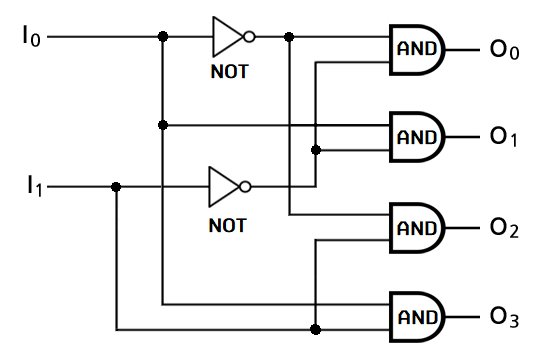 I₀
NOT
AND
O₀
AND
O₁
I₁
NOT
AND
O₂
AND
O₃